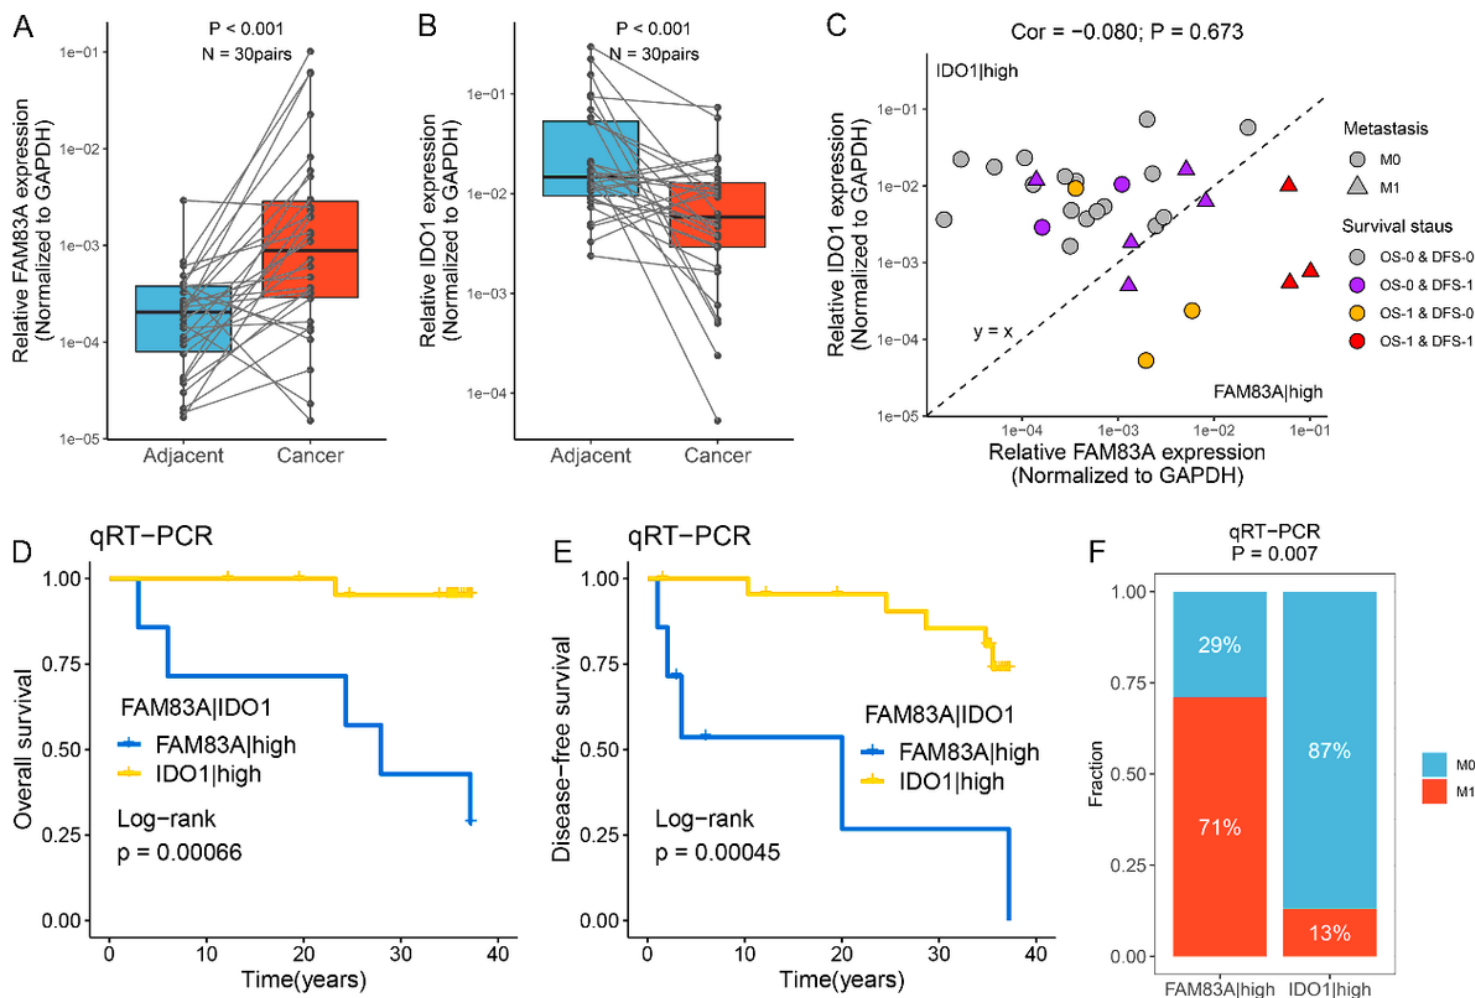 A
P < 0.001
N = 30pairs
Relative FAM83A expression
(Normalized to GAPDH)
1e−01
1e−02
1e−03
1e−04
1e−05
Adjacent
Cancer
B
P < 0.001
N = 30pairs
Relative IDO1 expression
(Normalized to GAPDH)
1e−01
1e−02
1e−03
1e−04
Adjacent
Cancer
C
Cor = −0.080; P = 0.673
IDO1|high
Relative IDO1 expression
(Normalized to GAPDH)
1e−01
1e−02
1e−03
1e−04
1e−05
y = x
FAM83A|high
1e−04
1e−03
1e−02
1e−01
Relative FAM83A expression
(Normalized to GAPDH)
Metastasis
M0
M1
Survival staus
OS-0 & DFS-0
OS-0 & DFS-1
OS-1 & DFS-0
OS-1 & DFS-1
D
qRT−PCR
Overall survival
1.00
0.75
0.50
0.25
0.00
FAM83A|IDO1
FAM83A|high
IDO1|high
Log−rank
p = 0.00066
0
10
20
30
40
Time(years)
E
qRT−PCR
Disease−free survival
1.00
0.75
0.50
0.25
0.00
FAM83A|IDO1
FAM83A|high
IDO1|high
Log−rank
p = 0.00045
0
10
20
30
40
Time(years)
F
qRT−PCR
P = 0.007
Fraction
1.00
0.75
0.50
0.25
0.00
29%
71%
87%
13%
FAM83A|high
IDO1|high
M0
M1